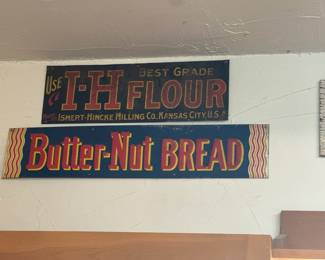 USE
BEST GRADE
I-H FLOUR
ISMERT-HINCKE MILLING CO. KANSAS CITY, U.S.A.
Butter-Nut BREAD